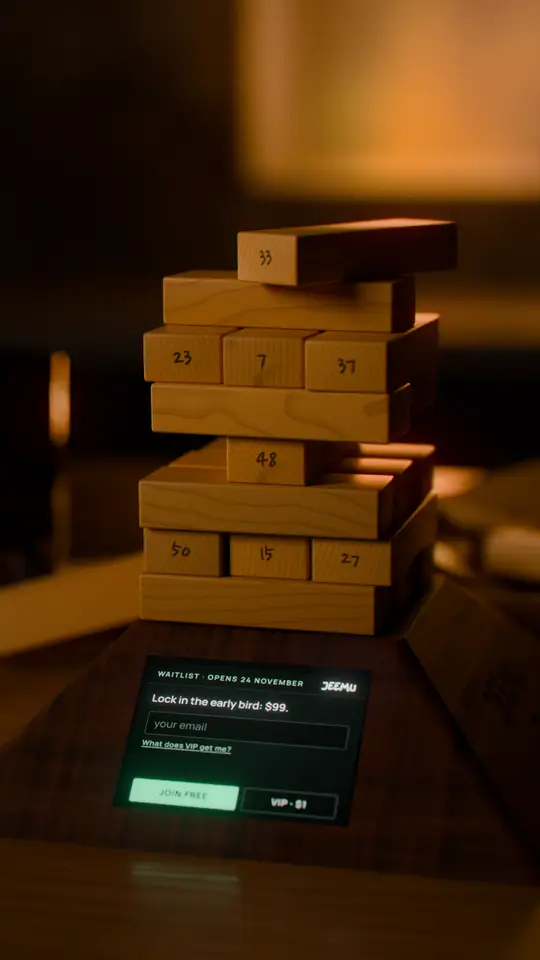 33
23 7 37
48
50 15 27
WAITLIST · OPENS 24 NOVEMBER JEEMU
Lock in the early bird: $99.
your email
What does VIP get me?
JOIN FREE VIP · $1